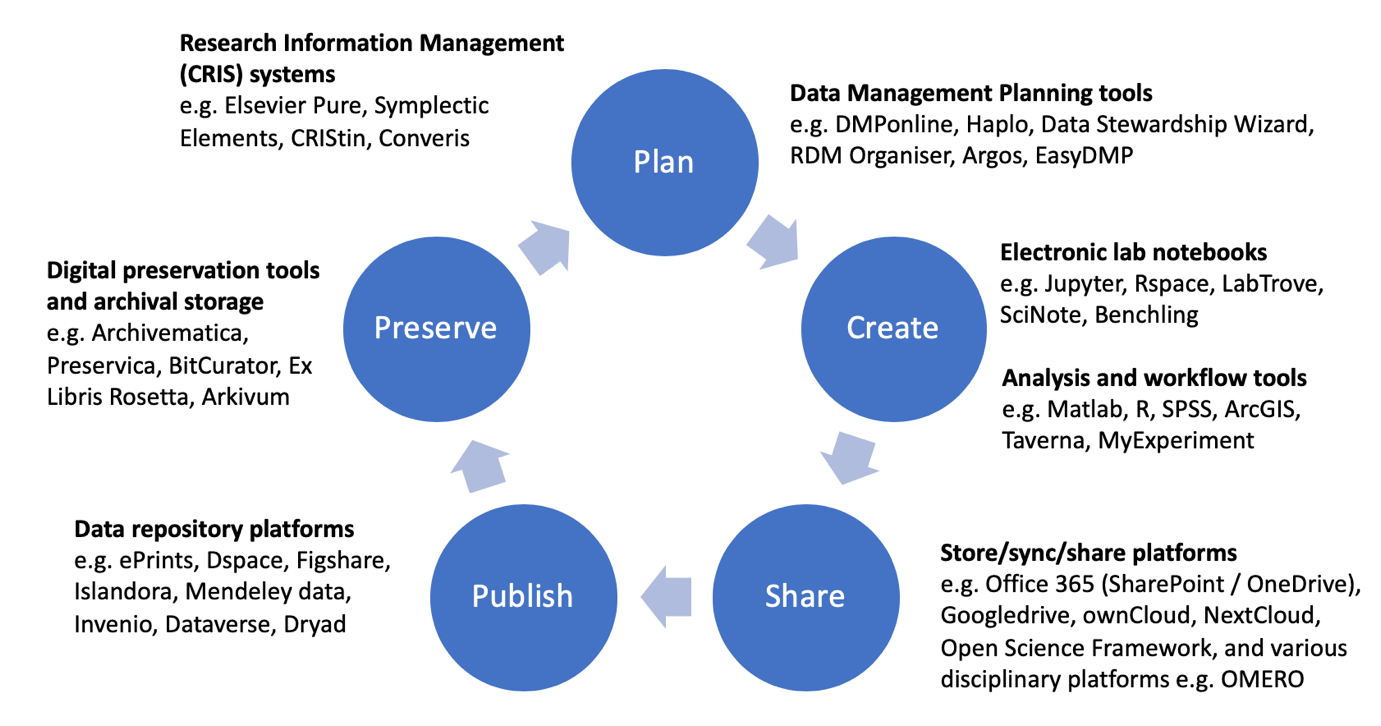 Research Information Management
(CRIS) systems
e.g. Elsevier Pure, Symplectic
Elements, CRIStin, Converis
Plan
Data Management Planning tools
e.g. DMPonline, Haplo, Data Stewardship Wizard,
RDM Organiser, Argos, EasyDMP
Create
Electronic lab notebooks
e.g. Jupyter, Rspace, LabTrove,
SciNote, Benchling
Analysis and workflow tools
e.g. Matlab, R, SPSS, ArcGIS,
Taverna, MyExperiment
Share
Store/sync/share platforms
e.g. Office 365 (SharePoint / OneDrive),
Googledrive, ownCloud, NextCloud,
Open Science Framework, and various
disciplinary platforms e.g. OMERO
Publish
Data repository platforms
e.g. ePrints, Dspace, Figshare,
Islandora, Mendeley data,
Invenio, Dataverse, Dryad
Preserve
Digital preservation tools
and archival storage
e.g. Archivematica,
Preservica, BitCurator, Ex
Libris Rosetta, Arkivum